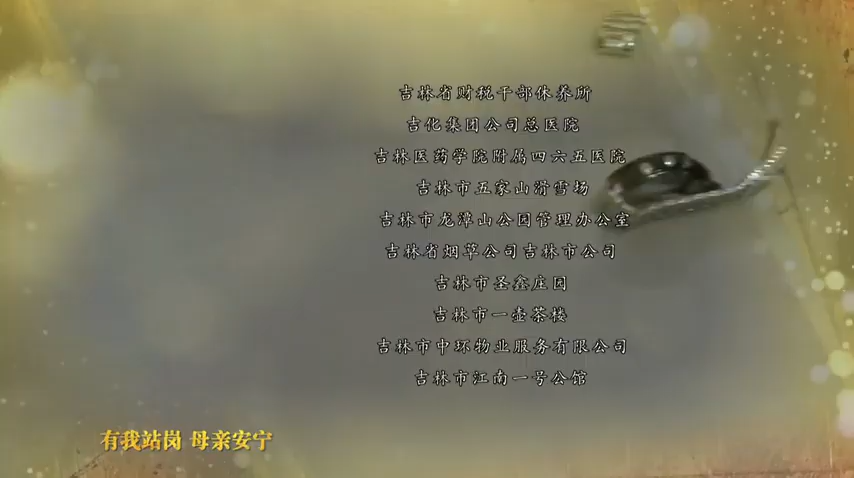 吉林省财税干部休养所
吉化集团公司总医院
吉林医药学院附属四六五医院
吉林市五家山滑雪场
吉林市龙潭山公园管理办公室
吉林省烟草公司吉林市公司
吉林市圣鑫庄园
吉林市一壶茶楼
吉林市中环物业服务有限公司
吉林市江南一号公馆
有我站岗 母亲安宁